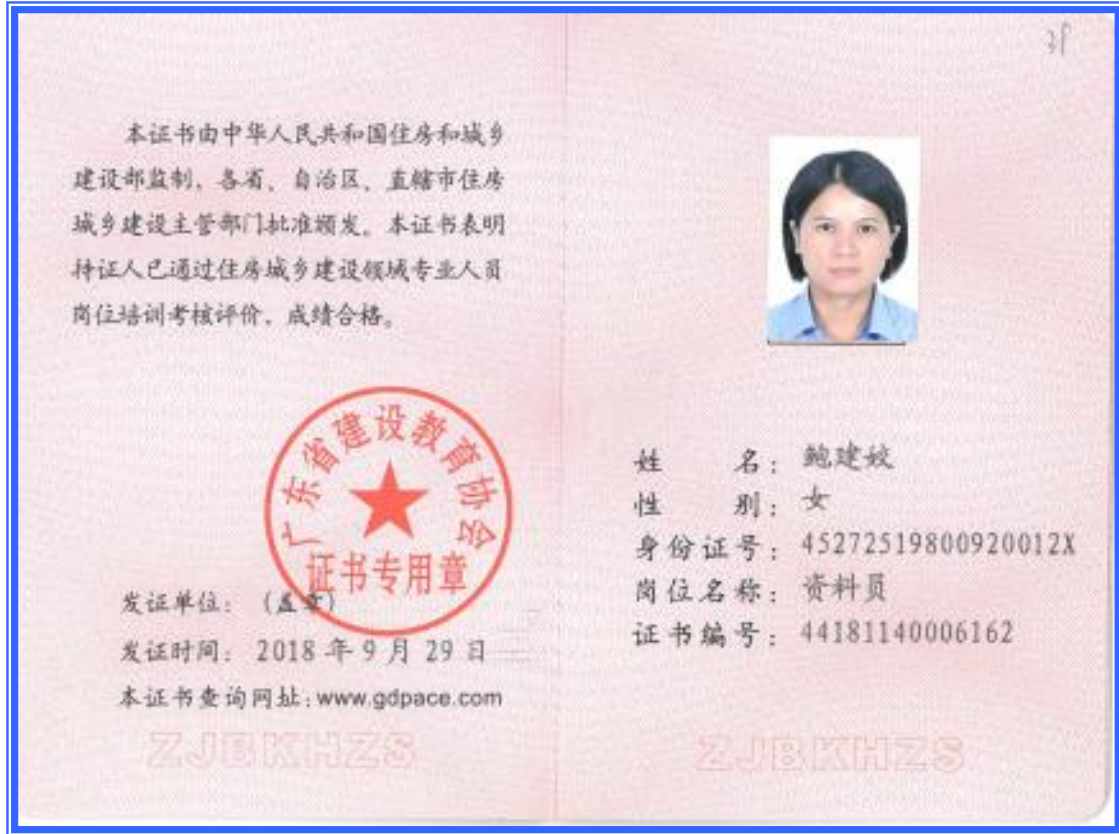 本证书由中华人民共和国住房和城乡
建设部监制，各省、自治区、直辖市住房
城乡建设主管部门批准颁发。本证书表明
持证人已通过住房城乡建设领域专业人员
岗位培训考核评价，成绩合格。
广东省建设教育协会
证书专用章
发证单位：（盖章）
发证时间：2018年9月29日
本证书查询网址：www.gdpace.com
ZJBKHZS
姓 名：鲍建姣
性 别：女
身份证号：45272519800920012X
岗位名称：资料员
证书编号：44181140006162
ZJBKHZS